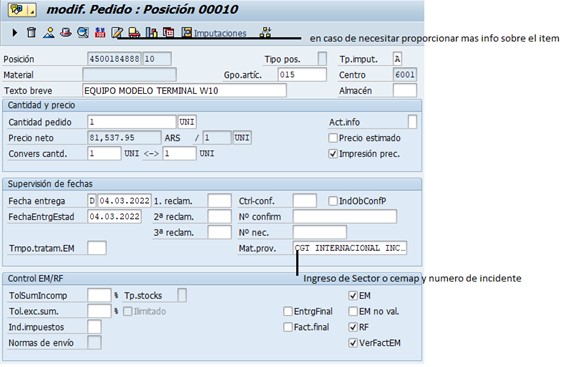 modif. Pedido : Posición 00010
Imputaciones
en caso de necesitar proporcionar mas info sobre el item
Posición 4500184888 10 Tipo pos. Tp.imput. A
Material Gpo.artíc. 015 Centro 6001
Texto breve EQUIPO MODELO TERMINAL W10 Almacén
Cantidad y precio
Cantidad pedido 1 UNI Act.info
Precio neto 81,537.95 ARS / 1 UNI Precio estimado
Convers cantd. 1 UNI <-> 1 UNI Impresión prec.
Supervisión de fechas
Fecha entrega D 04.03.2022 1. reclam. Ctrl-conf. IndObConfP
FechaEntrgEstad 04.03.2022 2ª reclam. Nº confirm
3ª reclam. Nº nec.
Tmpo.tratam.EM Mat.prov. CGT INTERNACIONAL INC…
Ingreso de Sector o cemap y numero de incidente
Control EM/RF
TolSumIncomp % Tp.stocks EM
Tol.exc.sum. % Ilimitado EntrgFinal EM no val.
Ind.impuestos Fact.final RF
Normas de envío VerFactEM